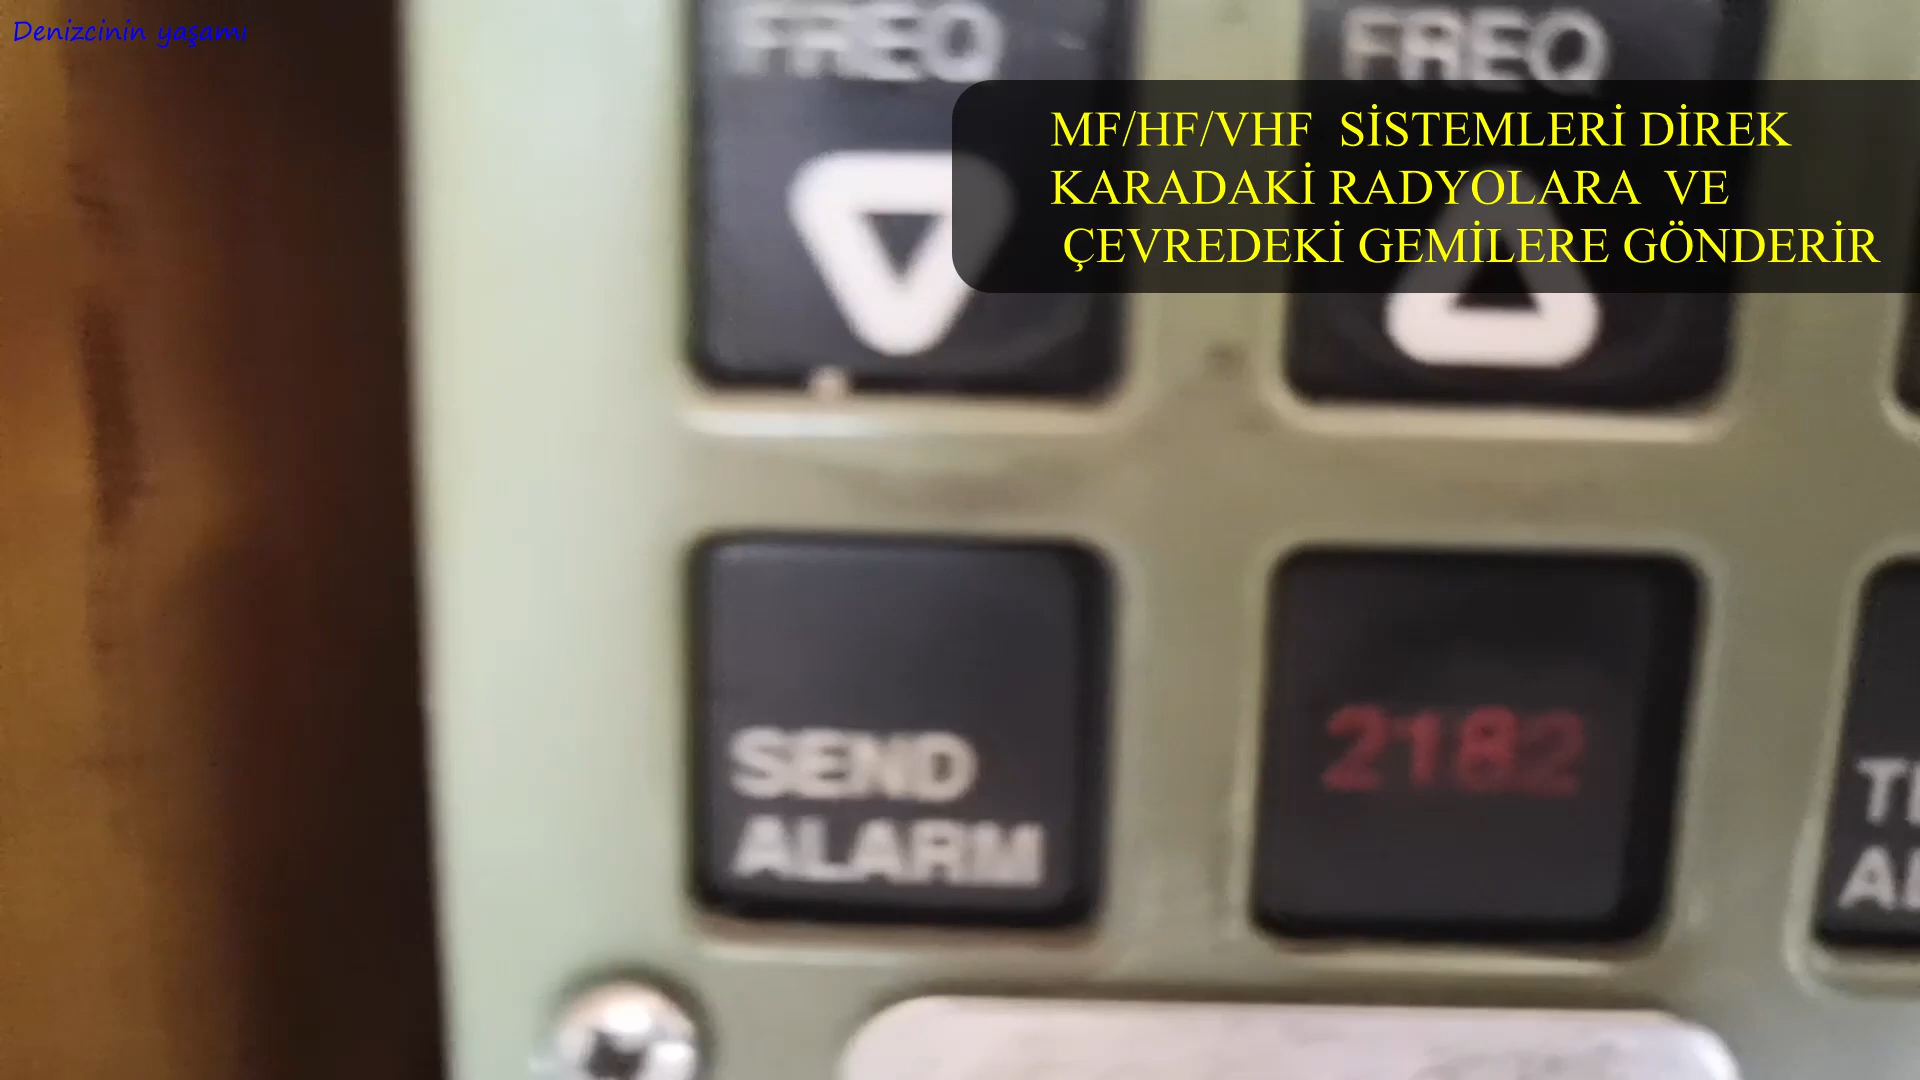 Denizcinin yaşamı
FREQ
FREQ
MF/HF/VHF SİSTEMLERİ DİREK
KARADAKİ RADYOLARA VE
ÇEVREDEKİ GEMİLERE GÖNDERİR
SEND
ALARM
2182